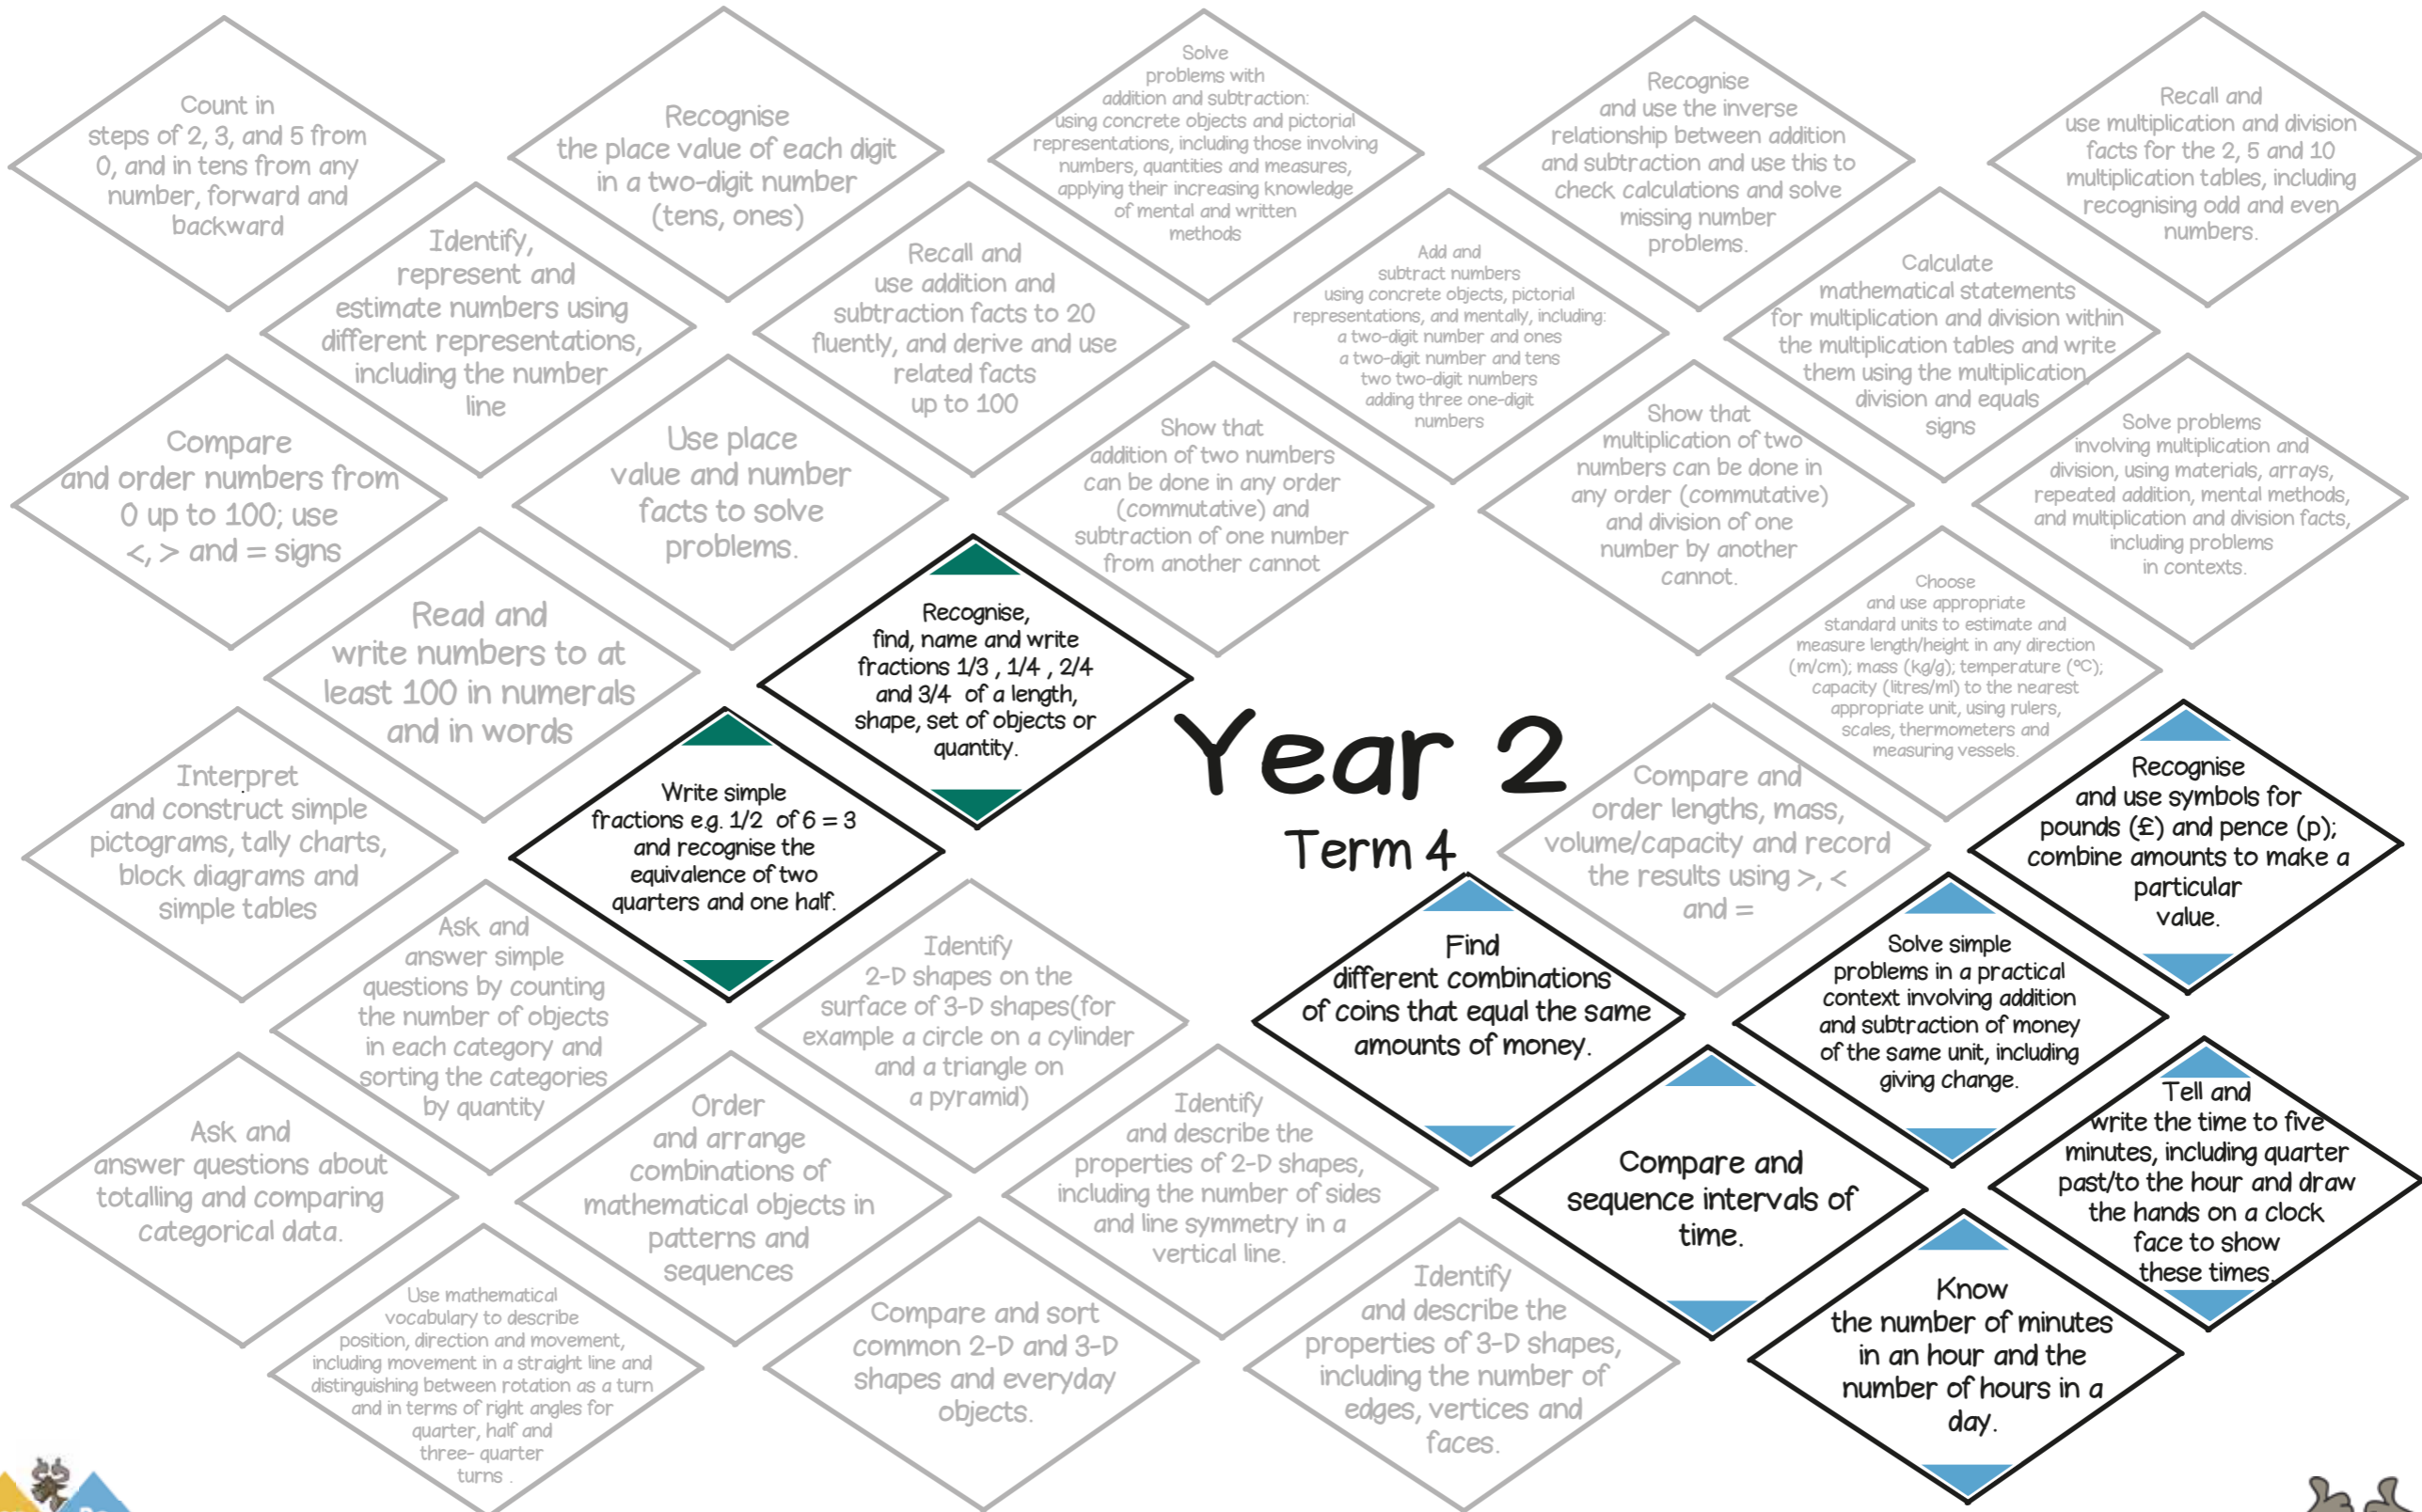 Count in
steps of 2, 3, and 5 from
0, and in tens from any
number, forward and
backward
Recognise
the place value of each digit
in a two-digit number
(tens, ones)
Solve
problems with
addition and subtraction:
using concrete objects and pictorial
representations, including those involving
numbers, quantities and measures,
applying their increasing knowledge
of mental and written
methods
Recognise
and use the inverse
relationship between addition
and subtraction and use this to
check calculations and solve
missing number
problems.
Recall and
use multiplication and division
facts for the 2, 5 and 10
multiplication tables, including
recognising odd and even
numbers.
Identify,
represent and
estimate numbers using
different representations,
including the number
line
Recall and
use addition and
subtraction facts to 20
fluently, and derive and use
related facts
up to 100
Add and
subtract numbers
using concrete objects, pictorial
representations, and mentally, including:
a two-digit number and ones
a two-digit number and tens
two two-digit numbers
adding three one-digit
numbers
Calculate
mathematical statements
for multiplication and division within
the multiplication tables and write
them using the multiplication,
division and equals
signs
Compare
and order numbers from
0 up to 100; use
<, > and = signs
Use place
value and number
facts to solve
problems.
Show that
addition of two numbers
can be done in any order
(commutative) and
subtraction of one number
from another cannot
Show that
multiplication of two
numbers can be done in
any order (commutative)
and division of one
number by another
cannot.
Solve problems
involving multiplication and
division, using materials, arrays,
repeated addition, mental methods,
and multiplication and division facts,
including problems
in contexts.
Read and
write numbers to at
least 100 in numerals
and in words
Recognise,
find, name and write
fractions 1/3 , 1/4 , 2/4
and 3/4 of a length,
shape, set of objects or
quantity.
Choose
and use appropriate
standard units to estimate and
measure length/height in any direction
(m/cm); mass (kg/g); temperature (°C);
capacity (litres/ml) to the nearest
appropriate unit, using rulers,
scales, thermometers and
measuring vessels.
Year 2
Term 4
Interpret
and construct simple
pictograms, tally charts,
block diagrams and
simple tables
Write simple
fractions e.g. 1/2 of 6 = 3
and recognise the
equivalence of two
quarters and one half.
Compare and
order lengths, mass,
volume/capacity and record
the results using >, <
and =
Recognise
and use symbols for
pounds (£) and pence (p);
combine amounts to make a
particular
value.
Ask and
answer simple
questions by counting
the number of objects
in each category and
sorting the categories
by quantity
Identify
2-D shapes on the
surface of 3-D shapes(for
example a circle on a cylinder
and a triangle on
a pyramid)
Find
different combinations
of coins that equal the same
amounts of money.
Solve simple
problems in a practical
context involving addition
and subtraction of money
of the same unit, including
giving change.
Ask and
answer questions about
totalling and comparing
categorical data.
Order
and arrange
combinations of
mathematical objects in
patterns and
sequences
Identify
and describe the
properties of 2-D shapes,
including the number of sides
and line symmetry in a
vertical line.
Compare and
sequence intervals of
time.
Tell and
write the time to five
minutes, including quarter
past/to the hour and draw
the hands on a clock
face to show
these times.
Use mathematical
vocabulary to describe
position, direction and movement,
including movement in a straight line and
distinguishing between rotation as a turn
and in terms of right angles for
quarter, half and
three- quarter
turns .
Compare and sort
common 2-D and 3-D
shapes and everyday
objects.
Identify
and describe the
properties of 3-D shapes,
including the number of
edges, vertices and
faces.
Know
the number of minutes
in an hour and the
number of hours in a
day.